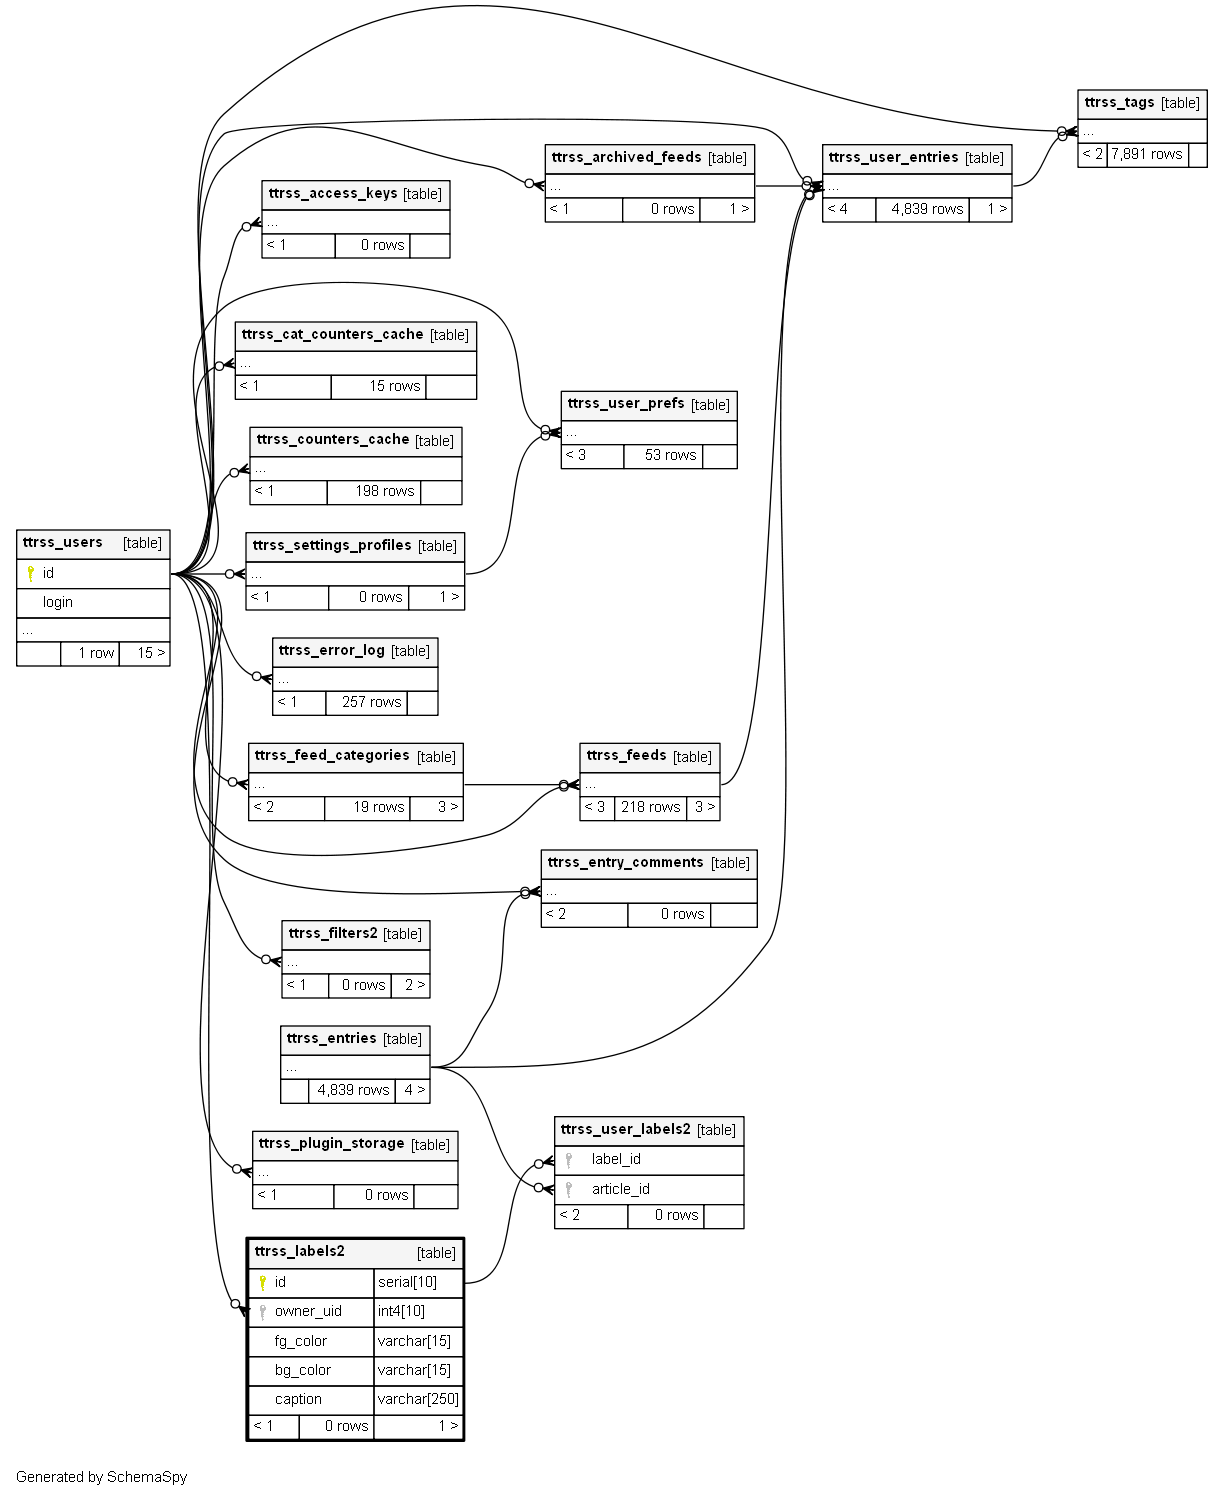 ttrss_tags [table]
...
< 2 7,891 rows
ttrss_archived_feeds [table]
...
< 1 0 rows 1 >
ttrss_user_entries [table]
...
< 4 4,839 rows 1 >
ttrss_access_keys [table]
...
< 1 0 rows
ttrss_cat_counters_cache [table]
...
< 1 15 rows
ttrss_user_prefs [table]
...
< 3 53 rows
ttrss_counters_cache [table]
...
< 1 198 rows
ttrss_users [table]
id
login
...
1 row 15 >
ttrss_settings_profiles [table]
...
< 1 0 rows 1 >
ttrss_error_log [table]
...
< 1 257 rows
ttrss_feed_categories [table]
...
< 2 19 rows 3 >
ttrss_feeds [table]
...
< 3 218 rows 3 >
ttrss_entry_comments [table]
...
< 2 0 rows
ttrss_filters2 [table]
...
< 1 0 rows 2 >
ttrss_entries [table]
...
4,839 rows 4 >
ttrss_user_labels2 [table]
label_id
article_id
< 2 0 rows
ttrss_plugin_storage [table]
...
< 1 0 rows
ttrss_labels2 [table]
id serial[10]
owner_uid int4[10]
fg_color varchar[15]
bg_color varchar[15]
caption varchar[250]
< 1 0 rows 1 >
Generated by SchemaSpy